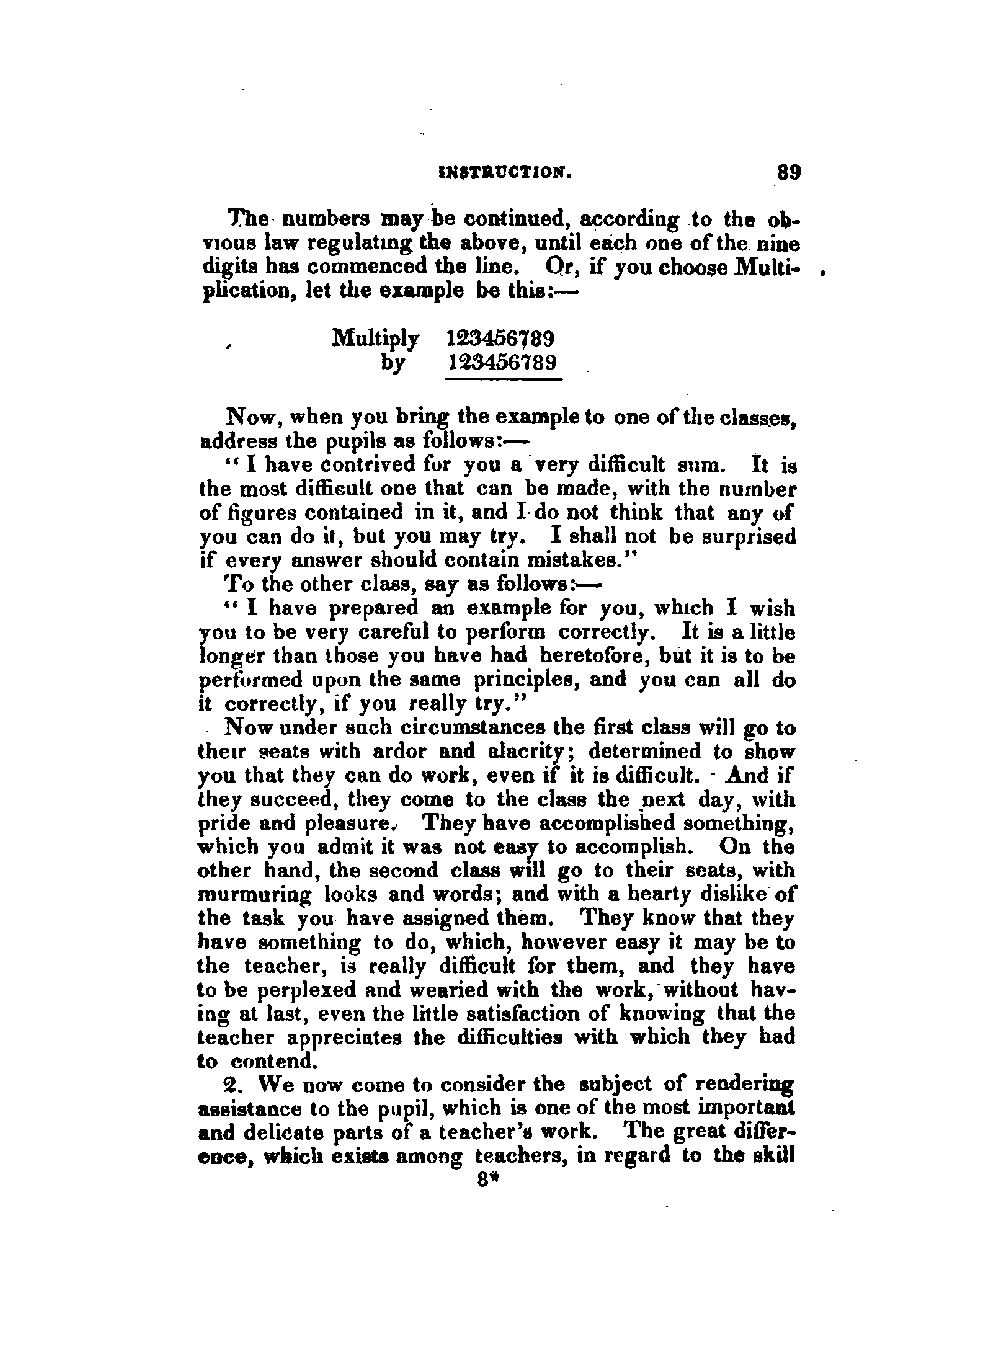 INSTRUCTION. 89
The numbers may be continued, according to the ob-
vious law regulating the above, until each one of the nine
digits has commenced the line. Or, if you choose Multi-
plication, let the example be this:—
Multiply 123456789
by 123456789
Now, when you bring the example to one of the classes,
address the pupils as follows:—
“ I have contrived for you a very difficult sum. It is
the most difficult one that can be made, with the number
of figures contained in it, and I do not think that any of
you can do it, but you may try. I shall not be surprised
if every answer should contain mistakes.”
To the other class, say as follows:—
“ I have prepared an example for you, which I wish
you to be very careful to perform correctly. It is a little
longer than those you have had heretofore, but it is to be
performed upon the same principles, and you can all do
it correctly, if you really try.”
Now under such circumstances the first class will go to
their seats with ardor and alacrity; determined to show
you that they can do work, even if it is difficult. And if
they succeed, they come to the class the next day, with
pride and pleasure. They have accomplished something,
which you admit it was not easy to accomplish. On the
other hand, the second class will go to their seats, with
murmuring looks and words; and with a hearty dislike of
the task you have assigned them. They know that they
have something to do, which, however easy it may be to
the teacher, is really difficult for them, and they have
to be perplexed and wearied with the work, without hav-
ing at last, even the little satisfaction of knowing that the
teacher appreciates the difficulties with which they had
to contend.
2. We now come to consider the subject of rendering
assistance to the pupil, which is one of the most important
and delicate parts of a teacher's work. The great differ-
ence, which exists among teachers, in regard to the skill
8*